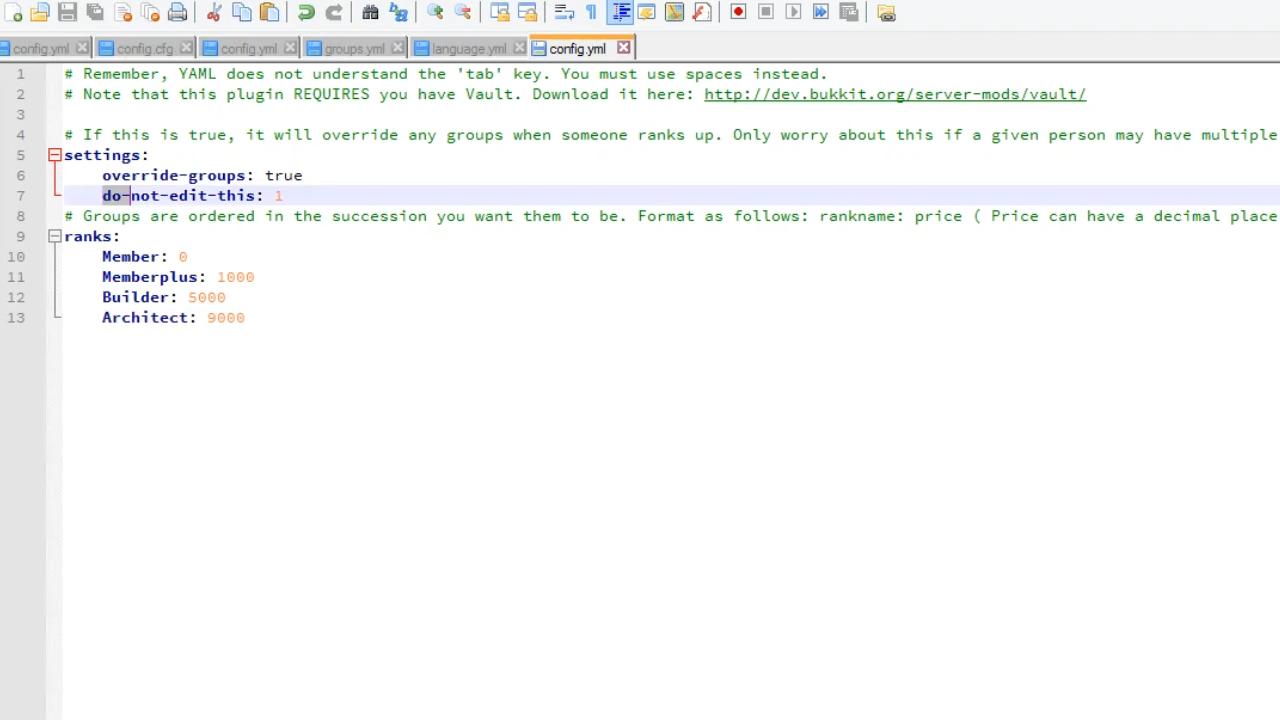 config.yml config.cfg config.yml groups.yml language.yml config.yml
1 # Remember, YAML does not understand the 'tab' key. You must use spaces instead.
2 # Note that this plugin REQUIRES you have Vault. Download it here: http://dev.bukkit.org/server-mods/vault/
3
4 # If this is true, it will override any groups when someone ranks up. Only worry about this if a given person may have multiple
5 settings:
6 override-groups: true
7 do-not-edit-this: 1
8 # Groups are ordered in the succession you want them to be. Format as follows: rankname: price ( Price can have a decimal place
9 ranks:
10 Member: 0
11 Memberplus: 1000
12 Builder: 5000
13 Architect: 9000